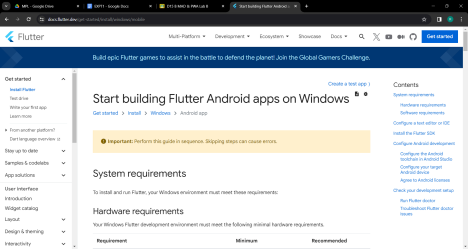 MPL - Google Drive
EXP11 - Google Docs
D15 B MAD & PWA Lab B
Start building Flutter Android a
docs.flutter.dev/get-started/install/windows/mobile
Flutter
Multi-Platform
Development
Ecosystem
Showcase
Docs
Get started
Build epic Flutter games to assist in the battle to defend the planet! Join the Global Gamers Challenge.
Get started
Install Flutter
Test drive
Write your first app
Learn more
From another platform?
Dart language overview
Stay up to date
Samples & codelabs
App solutions
User interface
Introduction
Widget catalog
Layout
Design & theming
Interactivity
Create a test app
Start building Flutter Android apps on Windows
Get started > Install > Windows > Android app
Important: Perform this guide in sequence. Skipping steps can cause errors.
System requirements
To install and run Flutter, your Windows environment must meet these requirements:
Hardware requirements
Your Windows Flutter development environment must meet the following minimal hardware requirements.
Requirement Minimum Recommended
Contents
System requirements
Hardware requirements
Software requirements
Configure a text editor or IDE
Install the Flutter SDK
Configure Android development
Configure the Android
toolchain in Android Studio
Configure your target
Android device
Agree to Android licenses
Check your development setup
Run Flutter doctor
Troubleshoot Flutter doctor
issues